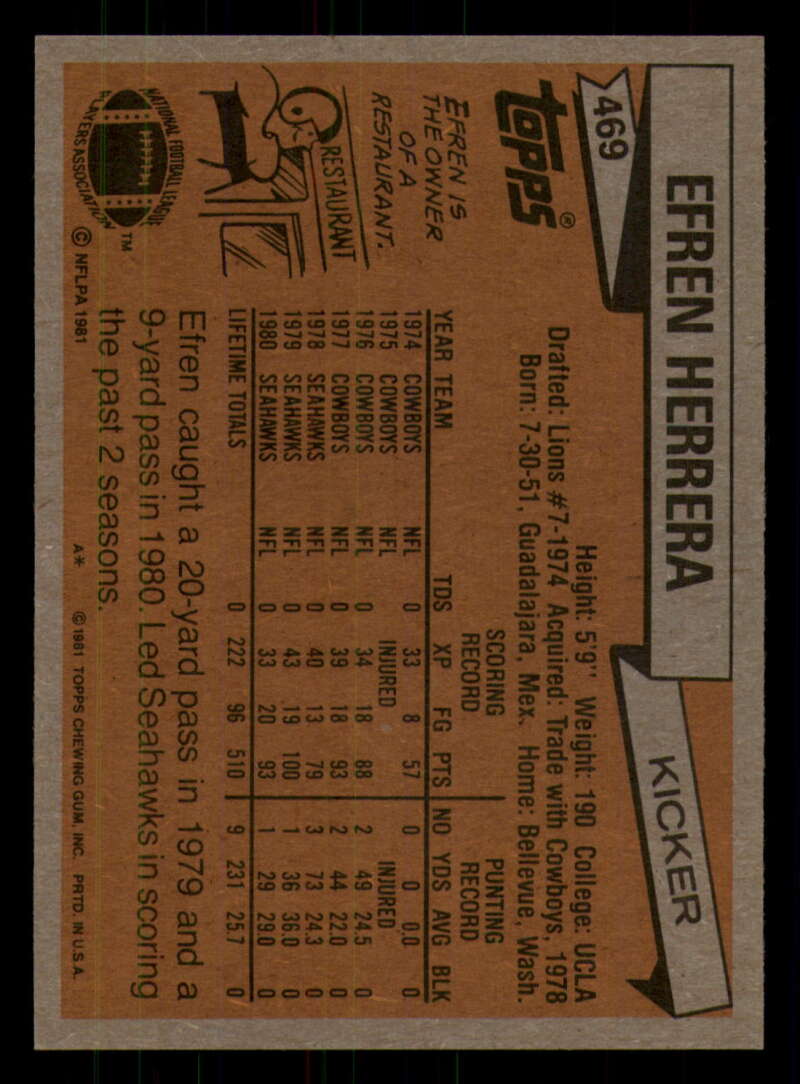 469
EFREN HERRERA
KICKER
topps®
Height: 5'9" Weight: 190 College: UCLA
Drafted: Lions #7-1974 Acquired: Trade with Cowboys, 1978
Born: 7-30-51, Guadalajara, Mex. Home: Bellevue, Wash.
EFREN IS
THE OWNER
OF A
RESTAURANT.
RESTAURANT
SCORING RECORD PUNTING RECORD
YEAR TEAM TDS XP FG PTS NO YDS AVG BLK
1974 COWBOYS NFL 0 33 8 57 0 0 0.0 0
1975 COWBOYS NFL INJURED INJURED
1976 COWBOYS NFL 0 34 18 88 2 49 24.5 0
1977 COWBOYS NFL 0 39 18 93 2 44 22.0 0
1978 SEAHAWKS NFL 0 40 13 79 3 73 24.3 0
1979 SEAHAWKS NFL 0 43 19 100 1 36 36.0 0
1980 SEAHAWKS NFL 0 33 20 93 1 29 29.0 0
LIFETIME TOTALS 0 222 96 510 9 231 25.7 0
Efren caught a 20-yard pass in 1979 and a
9-yard pass in 1980. Led Seahawks in scoring
the past 2 seasons.
NATIONAL FOOTBALL LEAGUE
PLAYERS ASSOCIATION
™
© NFLPA 1981
A* © 1981 TOPPS CHEWING GUM, INC. PRTD. IN U.S.A.